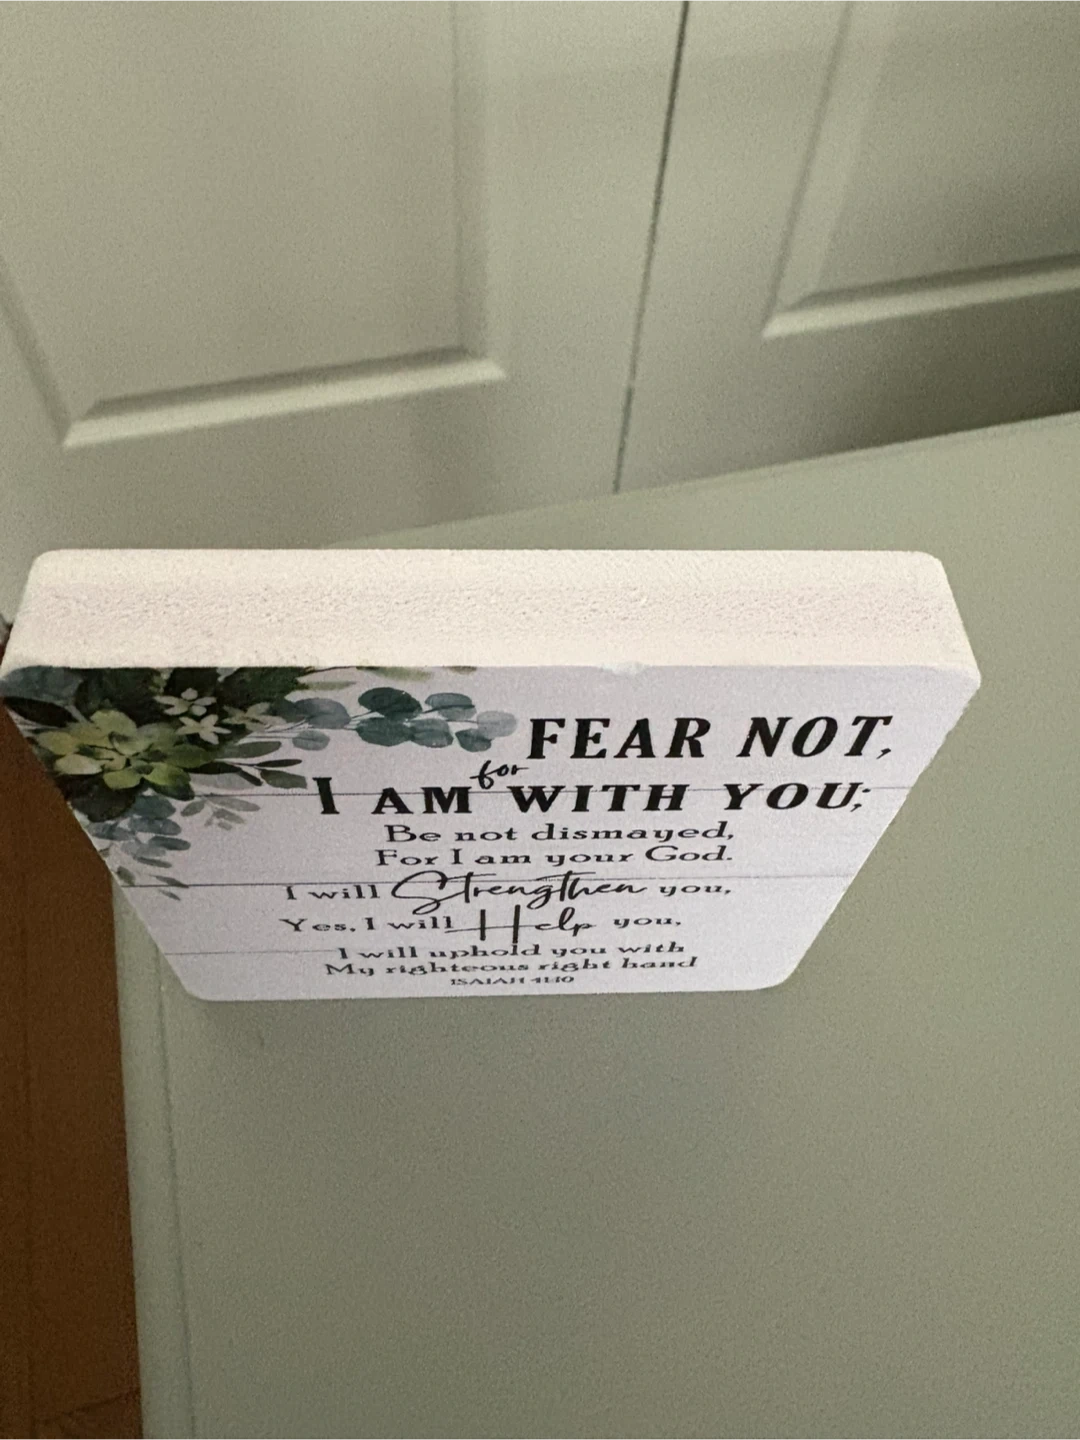 FEAR NOT,
for
I AM WITH YOU;
Be not dismayed,
For I am your God.
I will Strengthen you,
Yes, I will Help you,
I will uphold you with
My righteous right hand
ISAIAH 41:10